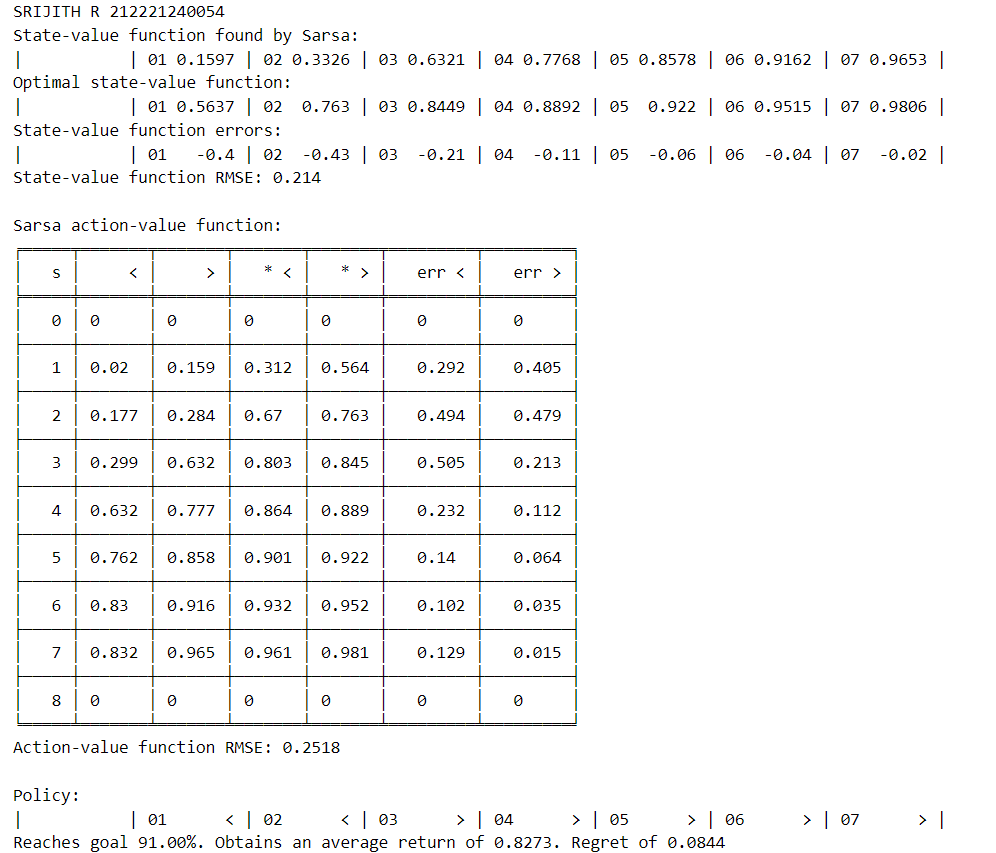 SRIJITH R 212221240054
State-value function found by Sarsa:
|           | 01 0.1597 | 02 0.3326 | 03 0.6321 | 04 0.7768 | 05 0.8578 | 06 0.9162 | 07 0.9653 |
Optimal state-value function:
|           | 01 0.5637 | 02  0.763 | 03 0.8449 | 04 0.8892 | 05  0.922 | 06 0.9515 | 07 0.9806 |
State-value function errors:
|           | 01   -0.4 | 02  -0.43 | 03  -0.21 | 04  -0.11 | 05  -0.06 | 06  -0.04 | 07  -0.02 |
State-value function RMSE: 0.214
Sarsa action-value function:
s | < | > | * < | * > | err < | err >
0 | 0 | 0 | 0 | 0 | 0 | 0
1 | 0.02 | 0.159 | 0.312 | 0.564 | 0.292 | 0.405
2 | 0.177 | 0.284 | 0.67 | 0.763 | 0.494 | 0.479
3 | 0.299 | 0.632 | 0.803 | 0.845 | 0.505 | 0.213
4 | 0.632 | 0.777 | 0.864 | 0.889 | 0.232 | 0.112
5 | 0.762 | 0.858 | 0.901 | 0.922 | 0.14 | 0.064
6 | 0.83 | 0.916 | 0.932 | 0.952 | 0.102 | 0.035
7 | 0.832 | 0.965 | 0.961 | 0.981 | 0.129 | 0.015
8 | 0 | 0 | 0 | 0 | 0 | 0
Action-value function RMSE: 0.2518
Policy:
|           | 01      < | 02      < | 03      > | 04      > | 05      > | 06      > | 07      > |
Reaches goal 91.00%. Obtains an average return of 0.8273. Regret of 0.0844